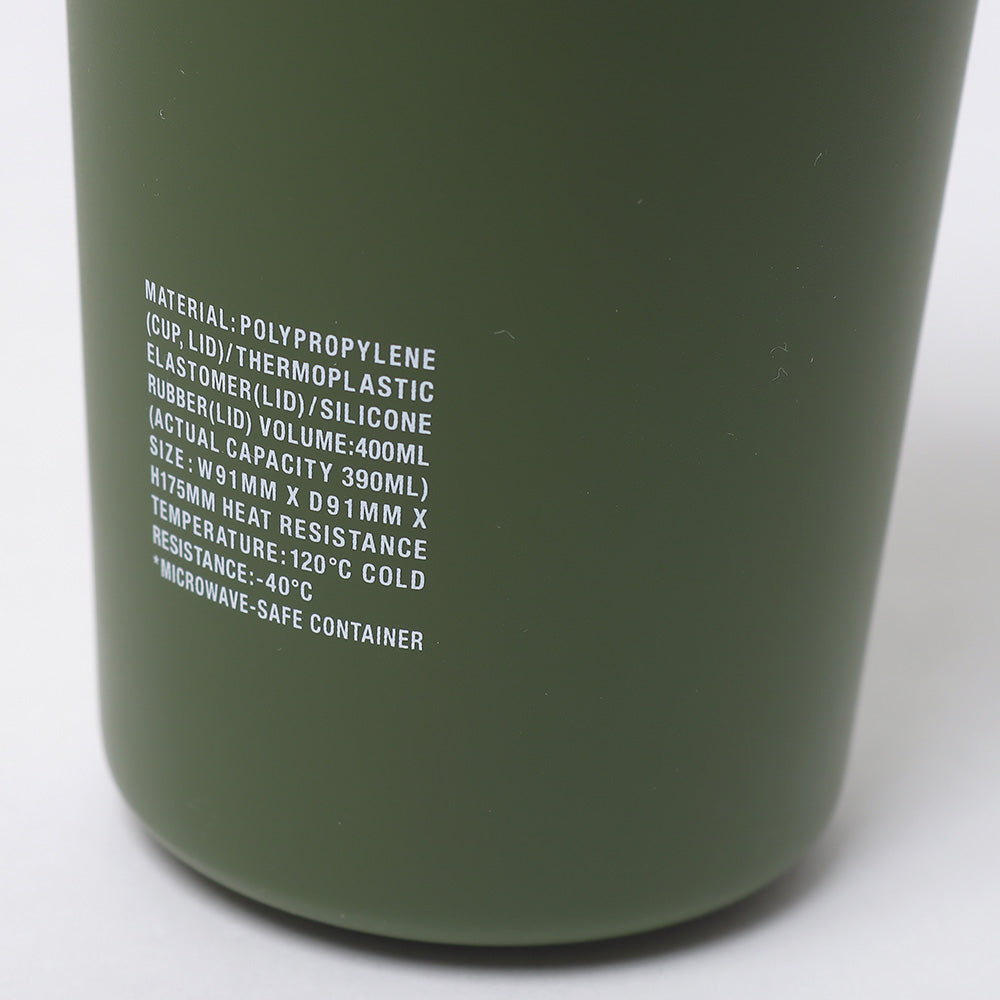 MATERIAL:POLYPROPYLENE
(CUP, LID)/THERMOPLASTIC
ELASTOMER(LID)/SILICONE
RUBBER(LID) VOLUME:400ML
(ACTUAL CAPACITY 390ML)
SIZE:W91MM X D91MM X
H175MM HEAT RESISTANCE
TEMPERATURE:120°C COLD
RESISTANCE:-40°C
*MICROWAVE-SAFE CONTAINER